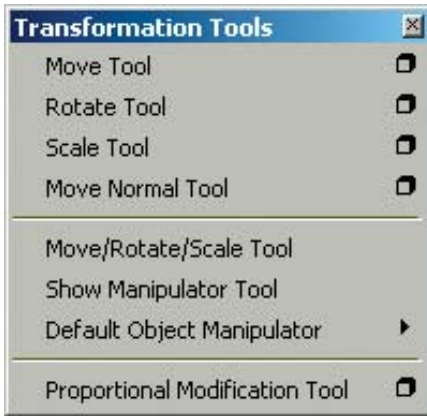 Transformation Tools
Move Tool
Rotate Tool
Scale Tool
Move Normal Tool
Move/Rotate/Scale Tool
Show Manipulator Tool
Default Object Manipulator
Proportional Modification Tool